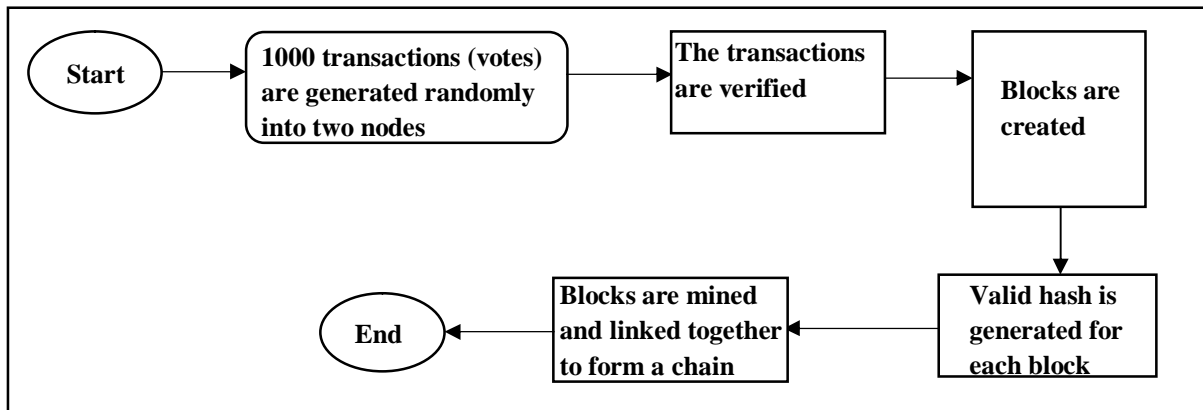 Start
1000 transactions (votes)
are generated randomly
into two nodes
The transactions
are verified
Blocks are
created
Valid hash is
generated for
each block
Blocks are mined
and linked together
to form a chain
End